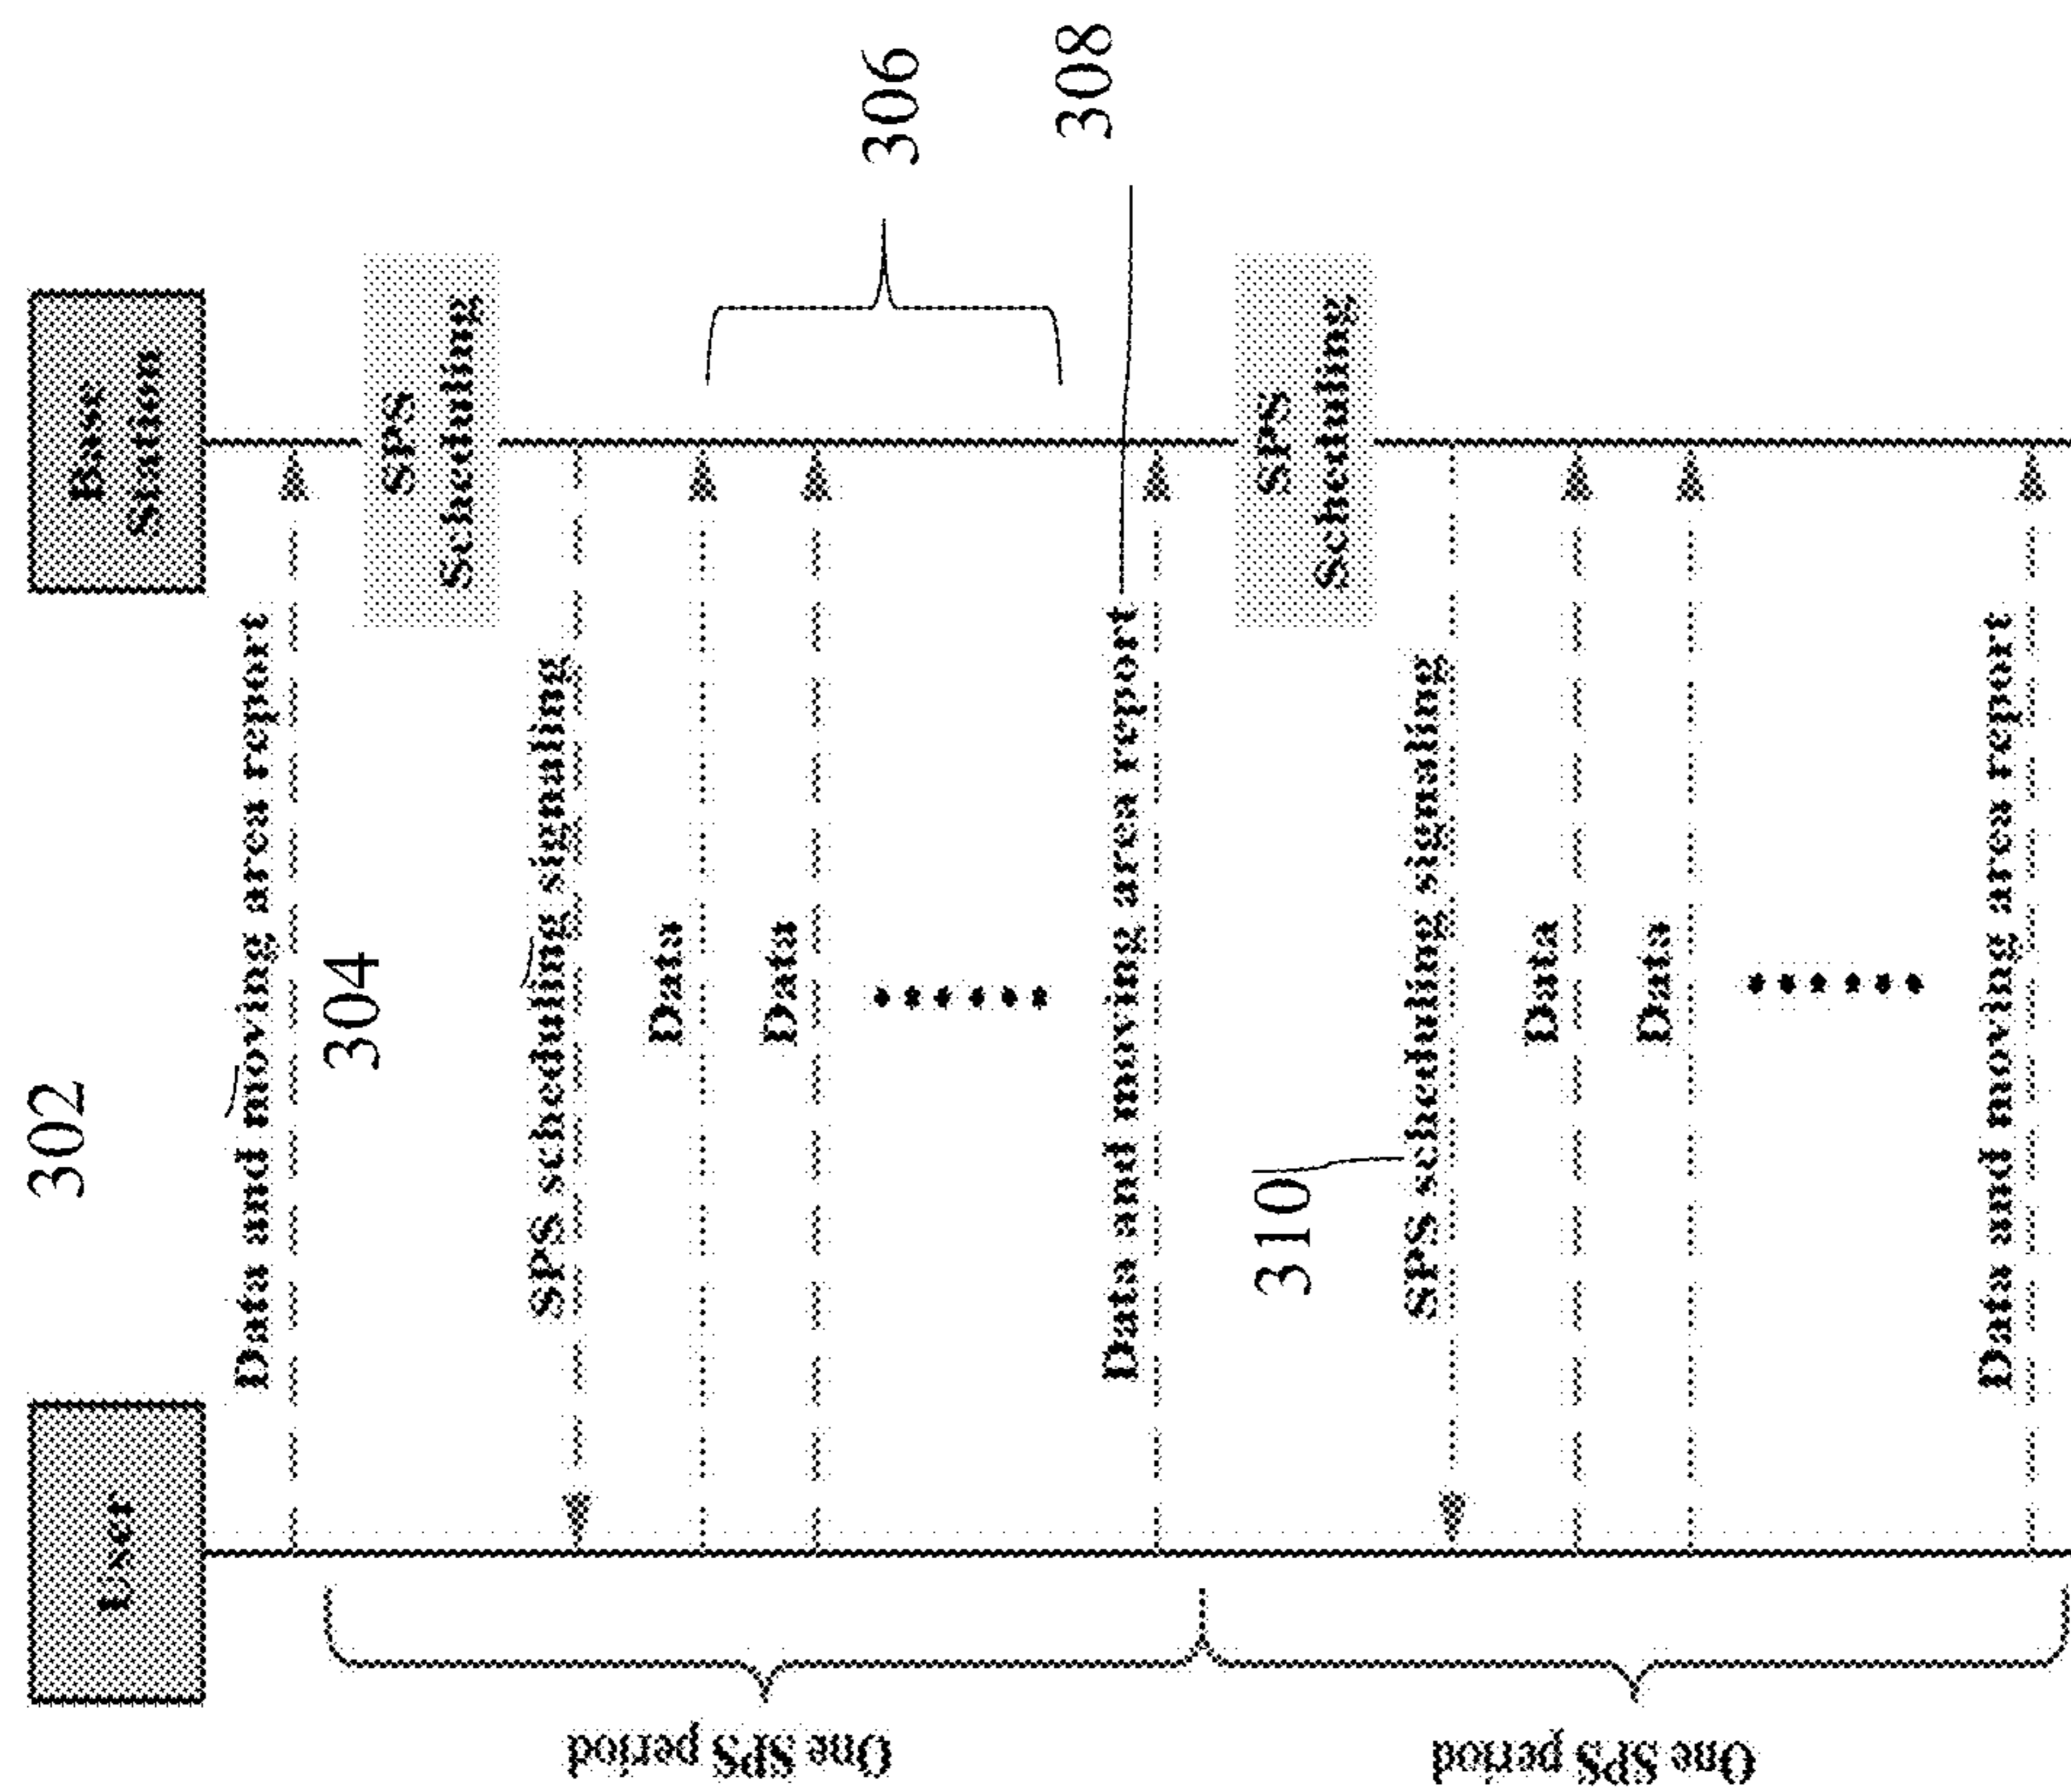 302
User
Base
Station
Data and moving area report
304
SPS
Scheduling
SPS scheduling signaling
Data
Data
306
308
Data and moving area report
One SPS period
310
SPS
Scheduling
SPS scheduling signaling
Data
Data
Data and moving area report
One SPS period